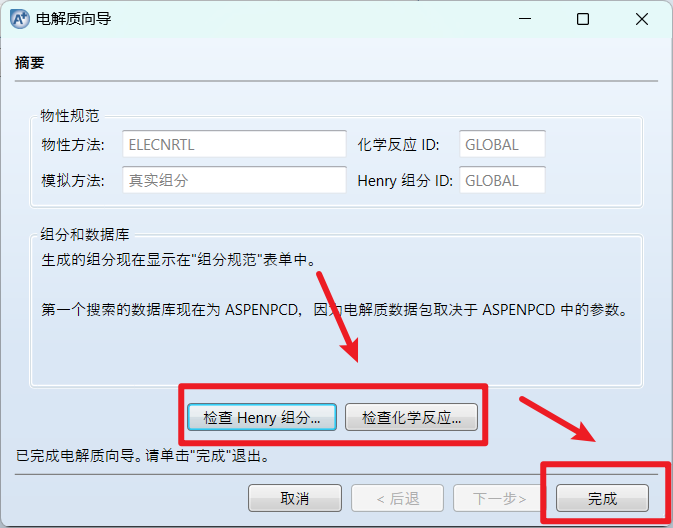 电解质向导
摘要
物性规范
物性方法: ELECNRTL 化学反应 ID: GLOBAL
模拟方法: 真实组分 Henry 组分 ID: GLOBAL
组分和数据库
生成的组分现在显示在"组分规范"表单中。
第一个搜索的数据库现在为 ASPENPCD，因为电解质数据包取决于 ASPENPCD 中的参数。
检查 Henry 组分... 检查化学反应...
已完成电解质向导。请单击"完成"退出。
取消 < 后退 下一步> 完成